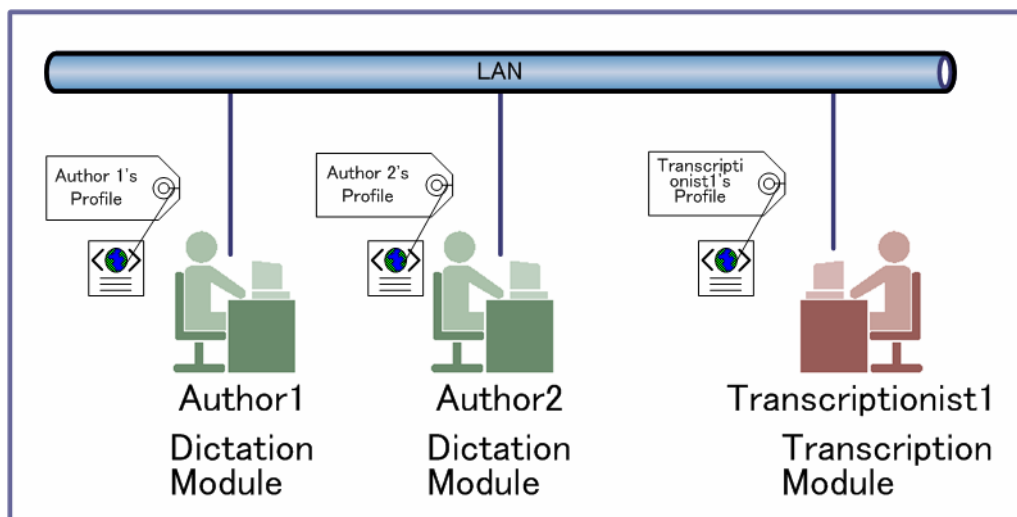 LAN
Author 1's
Profile
Author 2's
Profile
Transcripti
onist1's
Profile
Author1
Author2
Transcriptionist1
Dictation
Module
Dictation
Module
Transcription
Module